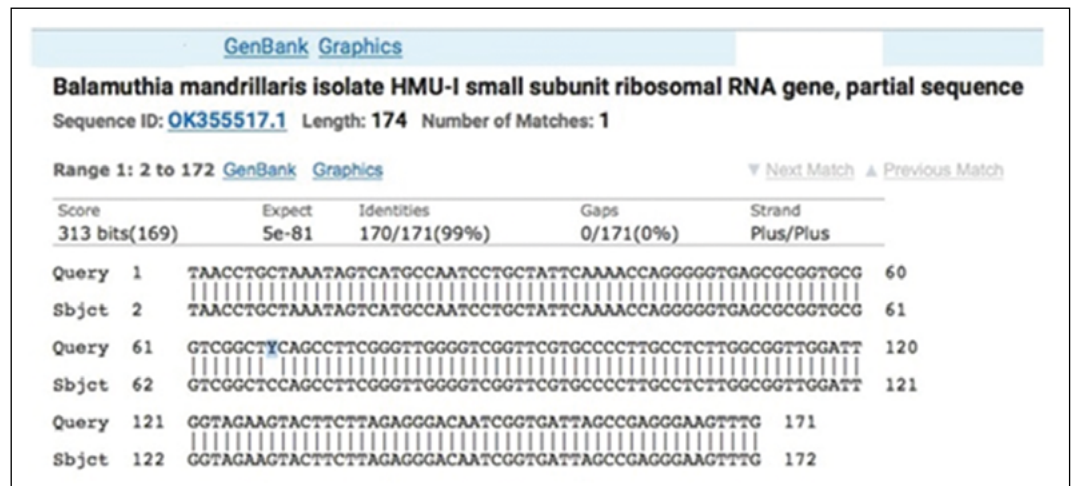 GenBank Graphics
Balamuthia mandrillaris isolate HMU-I small subunit ribosomal RNA gene, partial sequence
Sequence ID: OK355517.1 Length: 174 Number of Matches: 1
Range 1: 2 to 172 GenBank Graphics ▼ Next Match ▲ Previous Match
Score Expect Identities Gaps Strand
313 bits(169) 5e-81 170/171(99%) 0/171(0%) Plus/Plus
Query 1 TAACCTGCTAAATAGTCATGCCAATCCTGCTATTCAAAACCAGGGGGTGAGCGCGGTGCG 60
Sbjct 2 TAACCTGCTAAATAGTCATGCCAATCCTGCTATTCAAAACCAGGGGGTGAGCGCGGTGCG 61
Query 61 GTCGGCTYCAGCCTTCGGGTTGGGGTCGGTTCGTGCCCCTTGCCTCTTGGCGGTTGGATT 120
Sbjct 62 GTCGGCTCCAGCCTTCGGGTTGGGGTCGGTTCGTGCCCCTTGCCTCTTGGCGGTTGGATT 121
Query 121 GGTAGAAGTACTTCTTAGAGGGACAATCGGTGATTAGCCGAGGGAAGTTTG 171
Sbjct 122 GGTAGAAGTACTTCTTAGAGGGACAATCGGTGATTAGCCGAGGGAAGTTTG 172